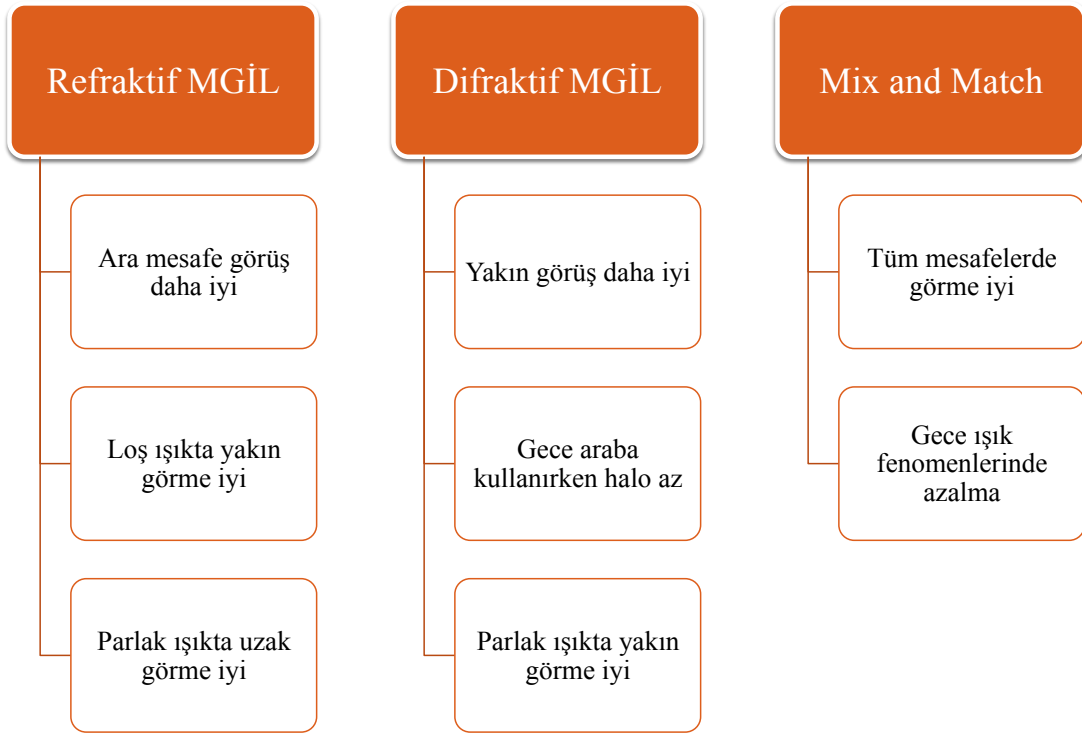 Refraktif MGİL
Ara mesafe görüş
daha iyi
Loş ışıkta yakın
görme iyi
Parlak ışıkta uzak
görme iyi
Difraktif MGİL
Yakın görüş daha iyi
Gece araba
kullanırken halo az
Parlak ışıkta yakın
görme iyi
Mix and Match
Tüm mesafelerde
görme iyi
Gece ışık
fenomenlerinde
azalma